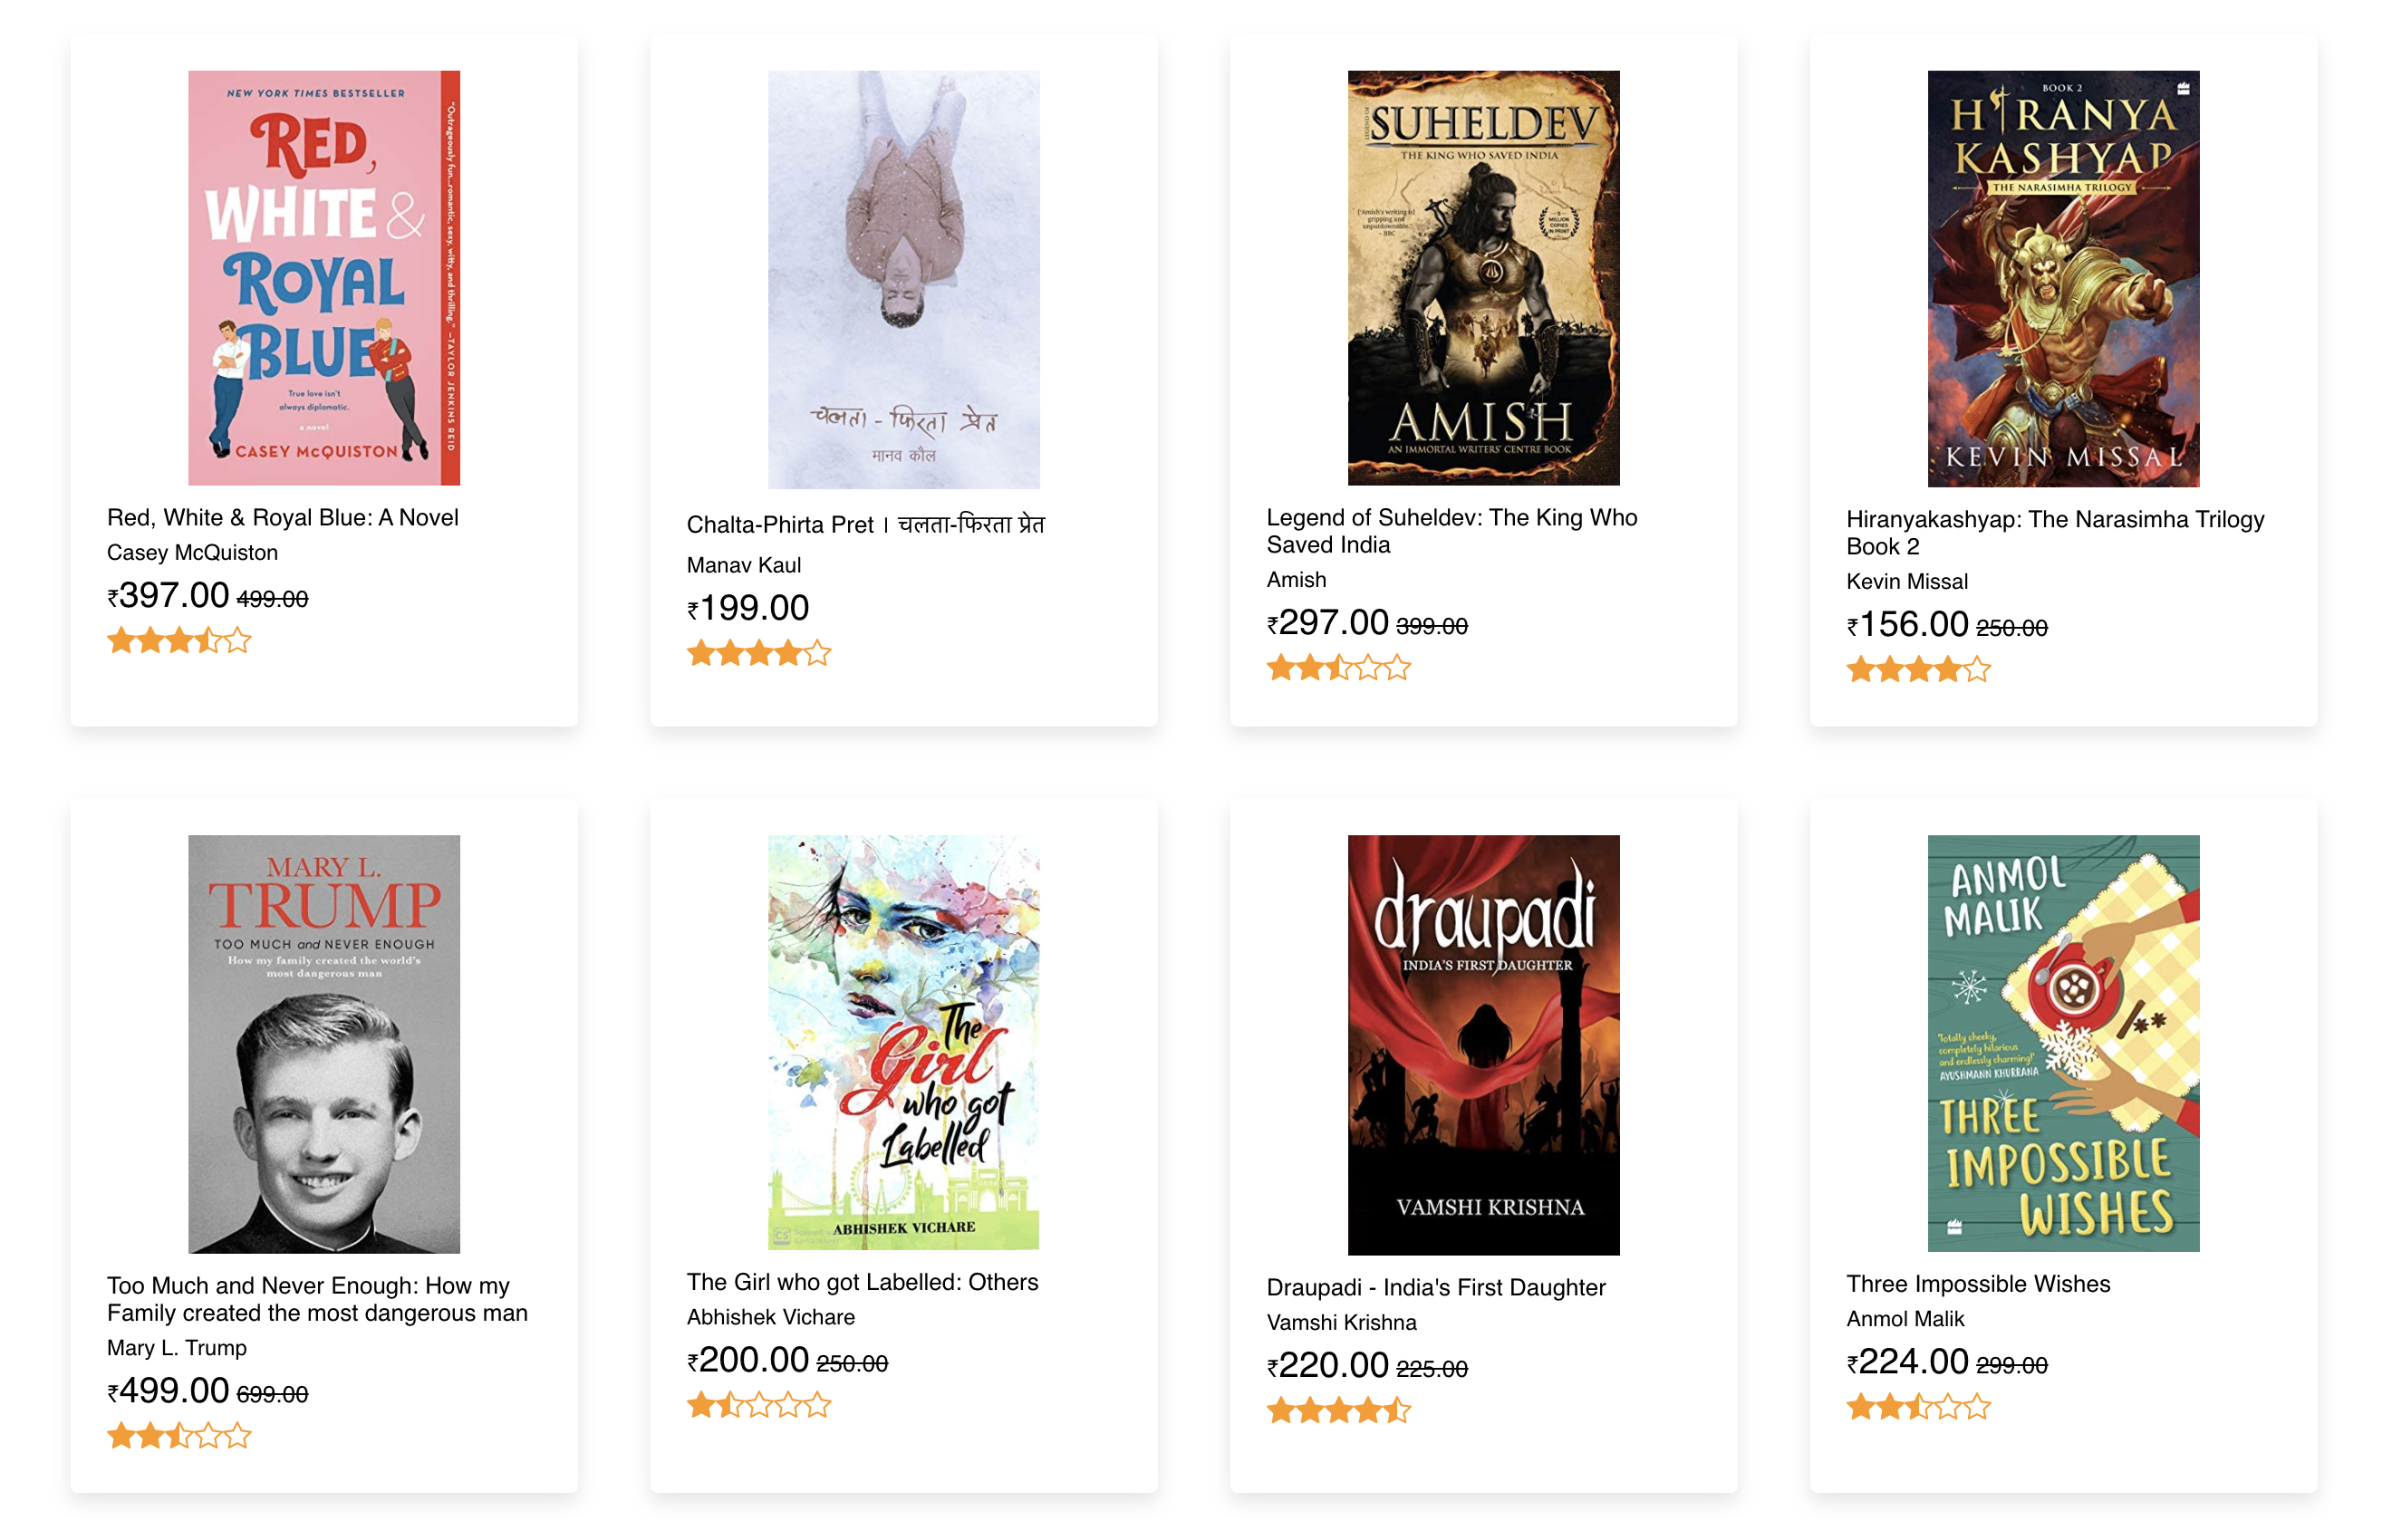 NEW YORK TIMES BESTSELLER
RED,
WHITE &
ROYAL
BLUE
True love isn't
always diplomatic.
a novel
CASEY McQUISTON
"Outrageously fun...romantic, sexy, witty, and thrilling." —TAYLOR JENKINS REID
Red, White & Royal Blue: A Novel
Casey McQuiston
₹397.00 499.00
चलता - फिरता प्रेत
मानव कौल
Chalta-Phirta Pret । चलता-फिरता प्रेत
Manav Kaul
₹199.00
LEGEND OF
SUHELDEV
THE KING WHO SAVED INDIA
['Amish's writing is]
gripping and
unputdownable.'
- BBC
5
MILLION
COPIES
IN PRINT
AMISH
AN IMMORTAL WRITERS' CENTRE BOOK
Legend of Suheldev: The King Who
Saved India
Amish
₹297.00 399.00
BOOK 2
HIRANYA
KASHYAP
THE NARASIMHA TRILOGY
KEVIN MISSAL
Hiranyakashyap: The Narasimha Trilogy
Book 2
Kevin Missal
₹156.00 250.00
MARY L.
TRUMP
TOO MUCH and NEVER ENOUGH
How my family created the world's
most dangerous man
Too Much and Never Enough: How my
Family created the most dangerous man
Mary L. Trump
₹499.00 699.00
The
Girl
who got
Labelled
CS
ABHISHEK VICHARE
The Girl who got Labelled: Others
Abhishek Vichare
₹200.00 250.00
draupadi
INDIA'S FIRST DAUGHTER
VAMSHI KRISHNA
Draupadi - India's First Daughter
Vamshi Krishna
₹220.00 225.00
ANMOL
MALIK
'Totally cheeky,
completely hilarious
and endlessly charming!'
AYUSHMANN KHURRANA
THREE
IMPOSSIBLE
WISHES
Three Impossible Wishes
Anmol Malik
₹224.00 299.00